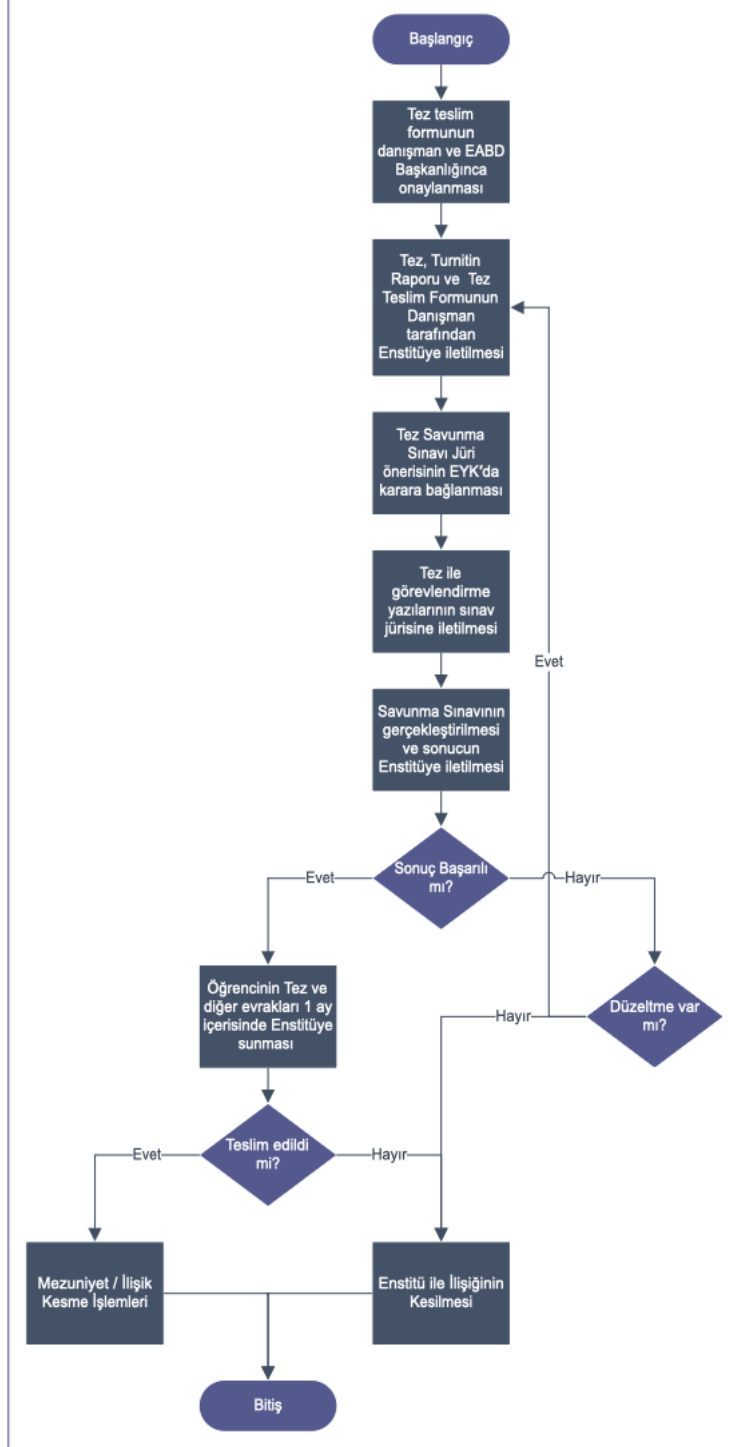 Başlangıç
Tez teslim
formunun
danışman ve EABD
Başkanlığınca
onaylanması
Tez, Turnitin
Raporu ve Tez
Teslim Formunun
Danışman
tarafından
Enstitüye iletilmesi
Tez Savunma
Sınavı Jüri
önerisinin EYK'da
karara bağlanması
Tez ile
görevlendirme
yazılarının sınav
jürisine iletilmesi
Evet
Savunma Sınavının
gerçekleştirilmesi
ve sonucun
Enstitüye iletilmesi
Sonuç Başarılı
mı?
Evet
Hayır
Öğrencinin Tez ve
diğer evrakları 1 ay
içerisinde Enstitüye
sunması
Düzeltme var
mı?
Hayır
Teslim edildi
mi?
Evet
Hayır
Mezuniyet / İlişik
Kesme İşlemleri
Enstitü ile İlişiğinin
Kesilmesi
Bitiş